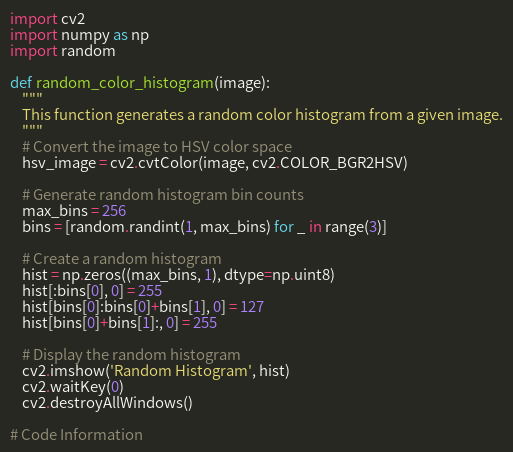 import cv2
import numpy as np
import random
def random_color_histogram(image):
"""
This function generates a random color histogram from a given image.
"""
# Convert the image to HSV color space
hsv_image = cv2.cvtColor(image, cv2.COLOR_BGR2HSV)
# Generate random histogram bin counts
max_bins = 256
bins = [random.randint(1, max_bins) for _ in range(3)]
# Create a random histogram
hist = np.zeros((max_bins, 1), dtype=np.uint8)
hist[:bins[0], 0] = 255
hist[bins[0]:bins[0]+bins[1], 0] = 127
hist[bins[0]+bins[1]:, 0] = 255
# Display the random histogram
cv2.imshow('Random Histogram', hist)
cv2.waitKey(0)
cv2.destroyAllWindows()
# Code Information